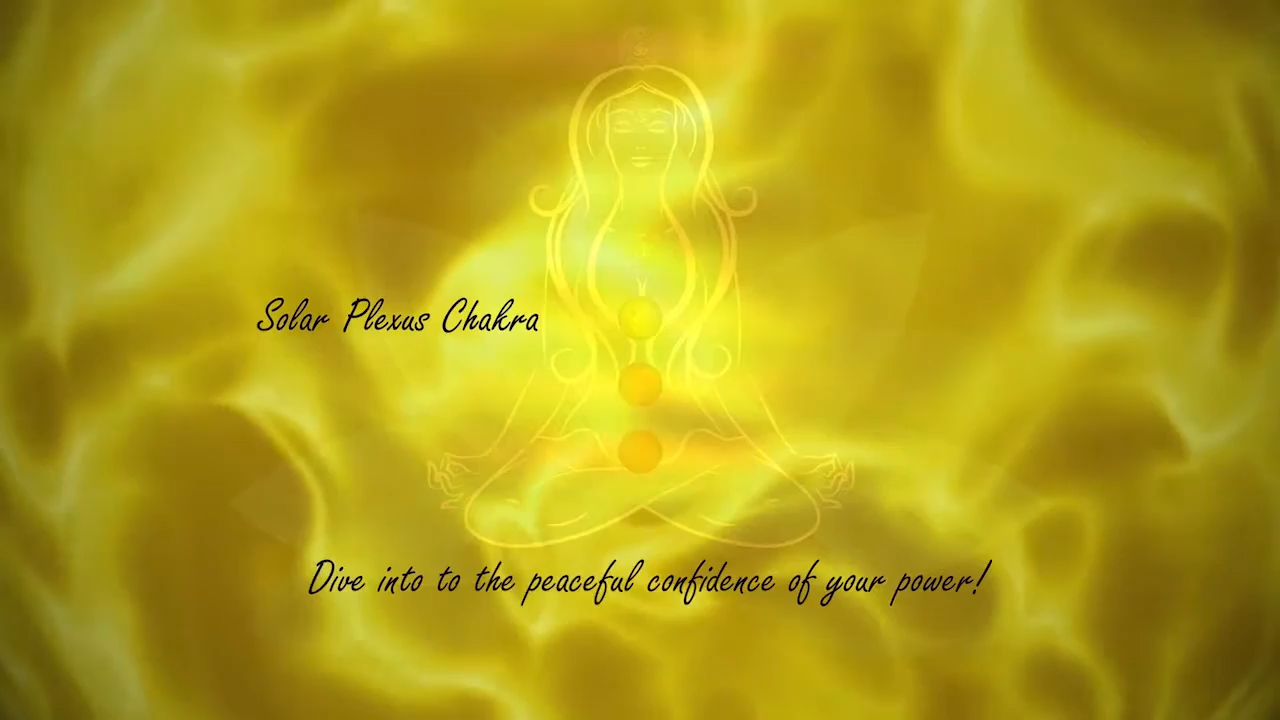 Solar Plexus Chakra
Dive into to the peaceful confidence of your power!